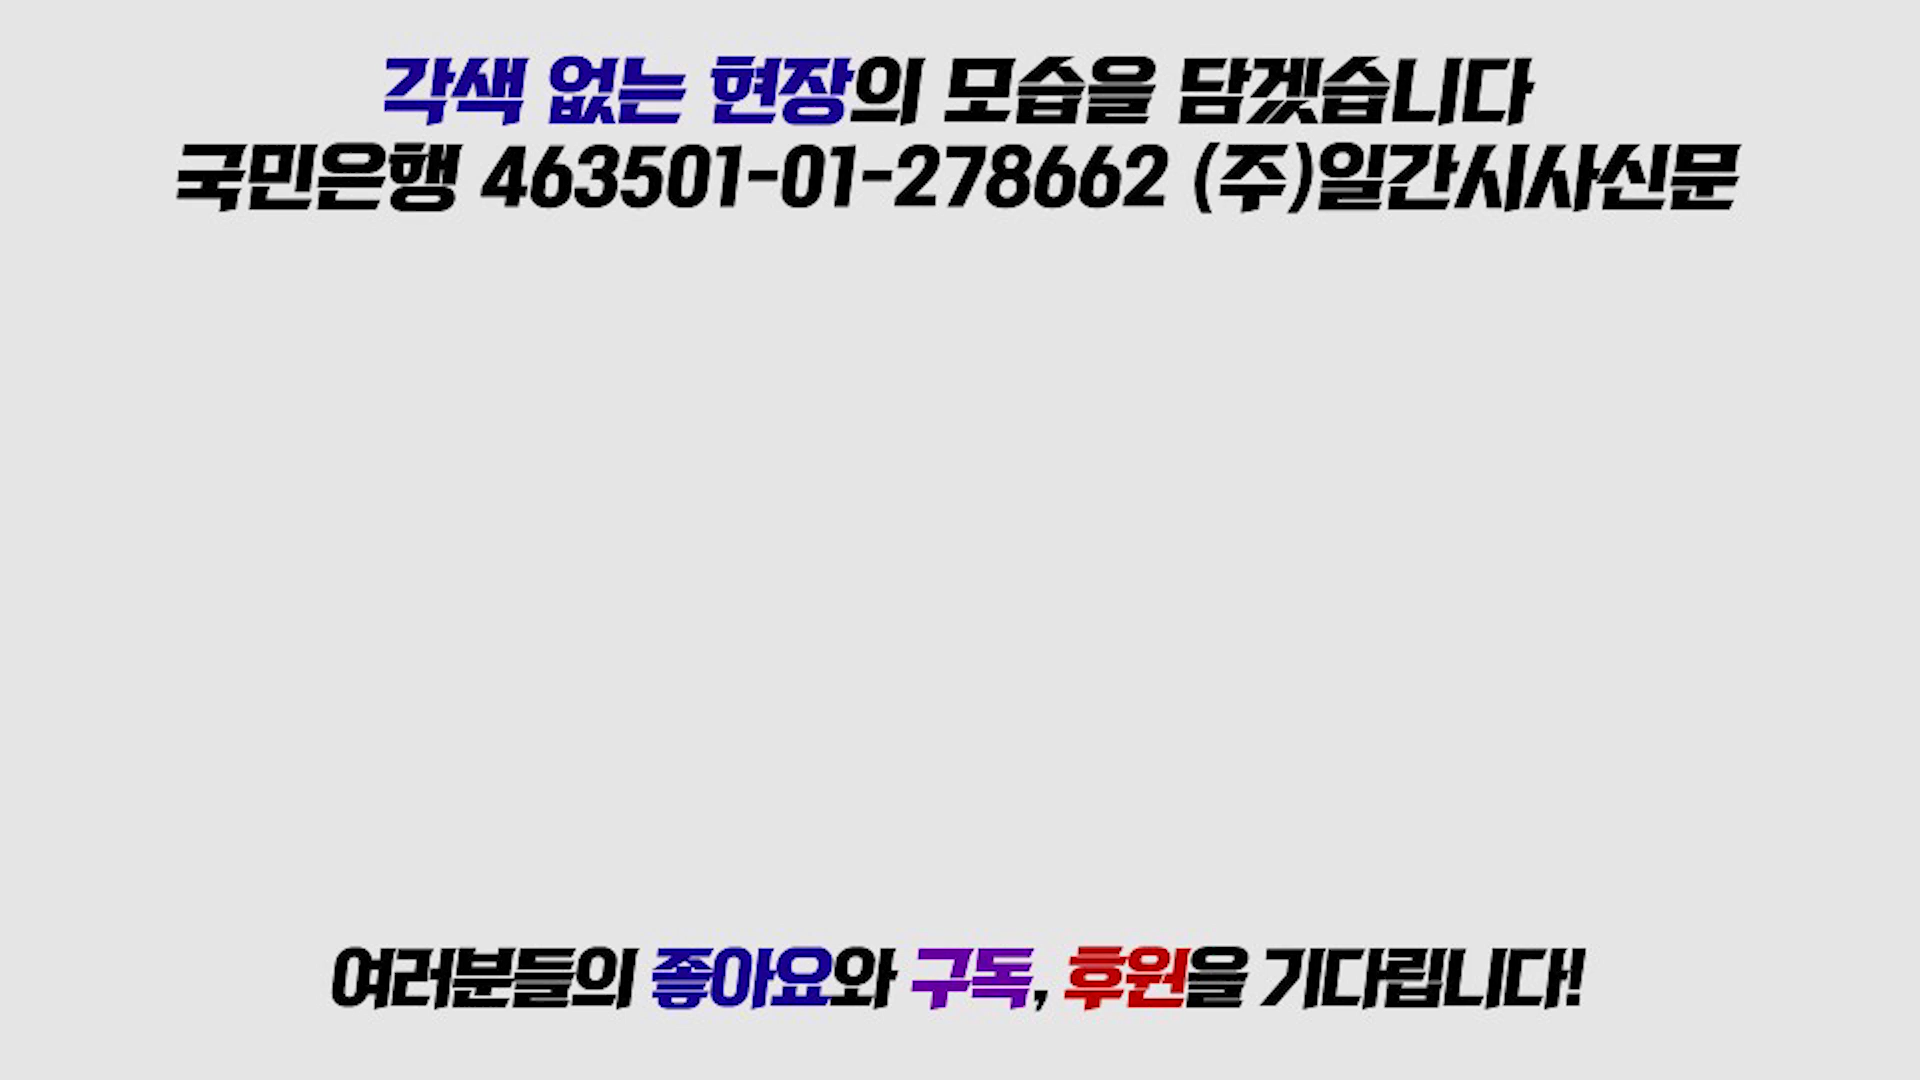 각색 없는 현장의 모습을 담겠습니다
국민은행 463501-01-278662 (주)일간시사신문
여러분들의 좋아요와 구독, 후원을 기다립니다!